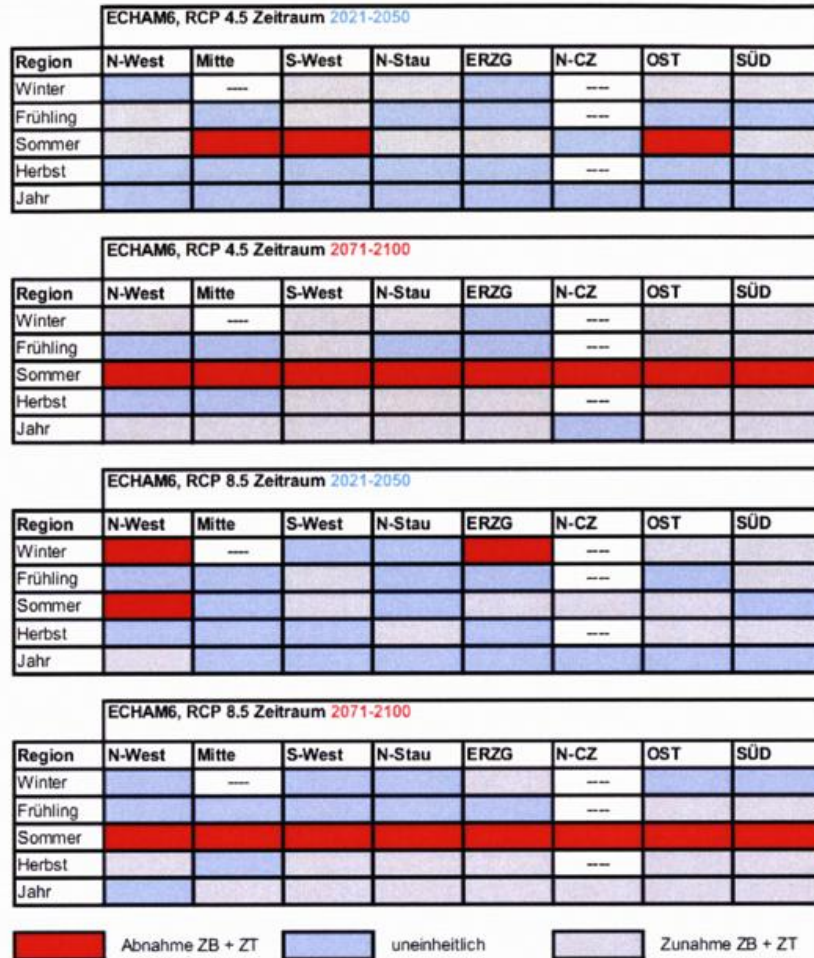 ECHAM6, RCP 4.5 Zeitraum 2021-2050
Region N-West Mitte S-West N-Stau ERZG N-CZ OST SÜD
Winter ---- ----
Frühling ----
Sommer
Herbst ----
Jahr
ECHAM6, RCP 4.5 Zeitraum 2071-2100
Region N-West Mitte S-West N-Stau ERZG N-CZ OST SÜD
Winter ---- ----
Frühling ----
Sommer
Herbst ----
Jahr
ECHAM6, RCP 8.5 Zeitraum 2021-2050
Region N-West Mitte S-West N-Stau ERZG N-CZ OST SÜD
Winter ---- ----
Frühling ----
Sommer
Herbst ----
Jahr
ECHAM6, RCP 8.5 Zeitraum 2071-2100
Region N-West Mitte S-West N-Stau ERZG N-CZ OST SÜD
Winter ---- ----
Frühling ----
Sommer
Herbst ----
Jahr
Abnahme ZB + ZT uneinheitlich Zunahme ZB + ZT